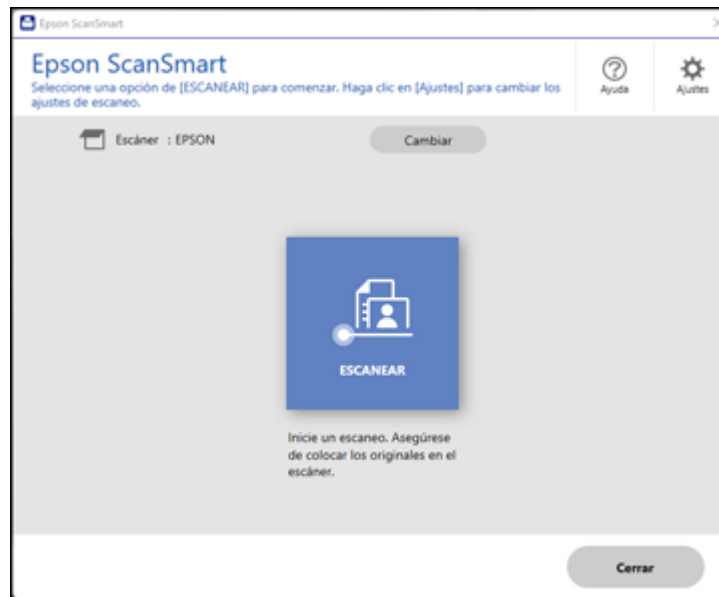 Epson ScanSmart
Epson ScanSmart
Seleccione una opción de [ESCANEAR] para comenzar. Haga clic en [Ajustes] para cambiar los
ajustes de escaneo.
Ayuda
Ajustes
Escáner : EPSON
Cambiar
ESCANEAR
Inicie un escaneo. Asegúrese
de colocar los originales en el
escáner.
Cerrar